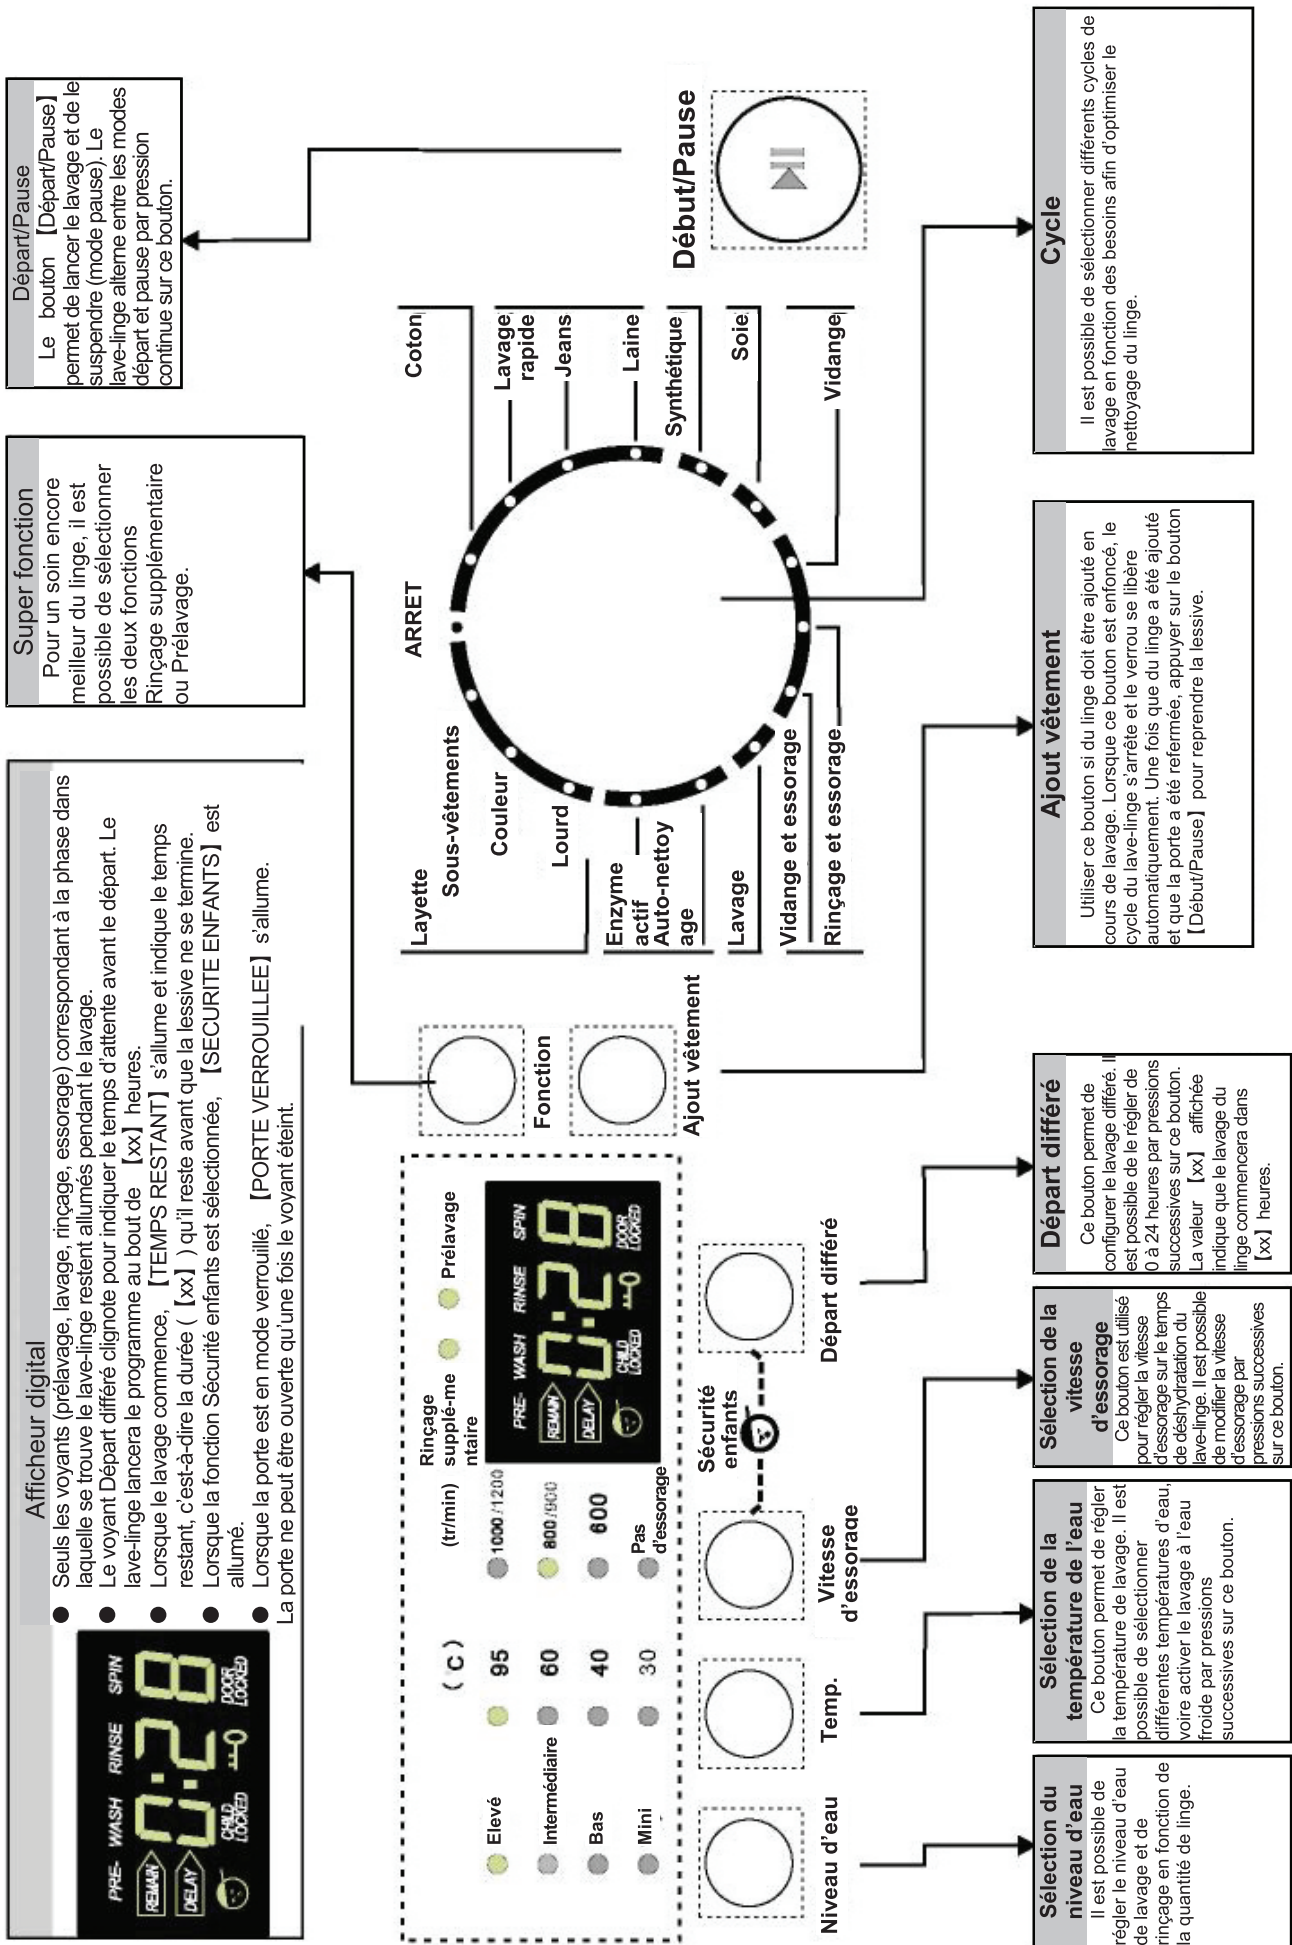 Afficheur digital
PRE- WASH RINSE SPIN
REMAIN
DELAY
0:28
CHILD LOCKED
DOOR LOCKED
● Seuls les voyants (prélavage, lavage, rinçage, essorage) correspondant à la phase dans
laquelle se trouve le lave-linge restent allumés pendant le lavage.
● Le voyant Départ différé clignote pour indiquer le temps d’attente avant le départ. Le
lave-linge lancera le programme au bout de 【xx】 heures.
● Lorsque le lavage commence, 【TEMPS RESTANT】 s’allume et indique le temps
restant, c’est-à-dire la durée (【xx】) qu’il reste avant que la lessive ne se termine.
● Lorsque la fonction Sécurité enfants est sélectionnée, 【SECURITE ENFANTS】 est
allumé.
● Lorsque la porte est en mode verrouillé, 【PORTE VERROUILLEE】 s’allume.
La porte ne peut être ouverte qu’une fois le voyant éteint.
Super fonction
Pour un soin encore
meilleur du linge, il est
possible de sélectionner
les deux fonctions
Rinçage supplémentaire
ou Prélavage.
Départ/Pause
Le bouton 【Départ/Pause】
permet de lancer le lavage et de le
suspendre (mode pause). Le
lave-linge alterne entre les modes
départ et pause par pression
continue sur ce bouton.
Elevé
Intermédiaire
Bas
Mini
(°C)
95
60
40
30
(tr/min)
1000/1200
800/900
600
Pas
d’essorage
Rinçage
supplé-me
ntaire
Prélavage
PRE- WASH RINSE SPIN
REMAIN
DELAY
0:28
CHILD LOCKED
DOOR LOCKED
Niveau d’eau
Temp.
Vitesse
d’essorage
Sécurité
enfants
Départ différé
Fonction
Ajout vêtement
ARRET
Layette
Sous-vêtements
Couleur
Lourd
Enzyme
actif
Auto-nettoy
age
Lavage
Vidange et essorage
Rinçage et essorage
Coton
Lavage
rapide
Jeans
Laine
Synthétique
Soie
Vidange
Début/Pause
Sélection du
niveau d’eau
Il est possible de
régler le niveau d’eau
de lavage et de
rinçage en fonction de
la quantité de linge.
Sélection de la
température de l’eau
Ce bouton permet de régler
la température de lavage. Il est
possible de sélectionner
différentes températures d’eau,
voire activer le lavage à l’eau
froide par pressions
successives sur ce bouton.
Sélection de la
vitesse
d’essorage
Ce bouton est utilisé
pour régler la vitesse
d’essorage sur le temps
de déshydratation du
lave-linge. Il est possible
de modifier la vitesse
d’essorage par
pressions successives
sur ce bouton.
Départ différé
Ce bouton permet de
configurer le lavage différé. Il
est possible de le régler de
0 à 24 heures par pressions
successives sur ce bouton.
La valeur 【xx】 affichée
indique que le lavage du
linge commencera dans
【xx】 heures.
Ajout vêtement
Utiliser ce bouton si du linge doit être ajouté en
cours de lavage. Lorsque ce bouton est enfoncé, le
cycle du lave-linge s’arrête et le verrou se libère
automatiquement. Une fois que du linge a été ajouté
et que la porte a été refermée, appuyer sur le bouton
【Début/Pause】 pour reprendre la lessive.
Cycle
Il est possible de sélectionner différents cycles de
lavage en fonction des besoins afin d’optimiser le
nettoyage du linge.